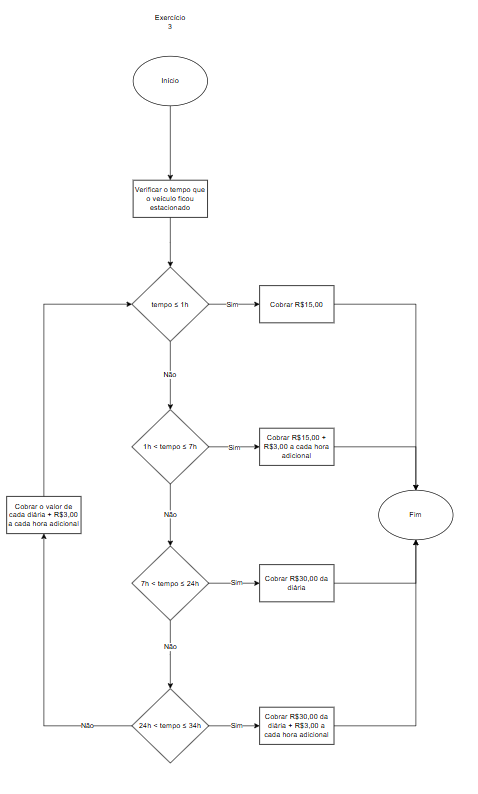 Exercício
3
Início
Verificar o tempo que
o veículo ficou
estacionado
tempo ≤ 1h
Sim
Cobrar R$15,00
Não
1h < tempo ≤ 7h
Sim
Cobrar R$15,00 +
R$3,00 a cada hora
adicional
Cobrar o valor de
cada diária + R$3,00
a cada hora adicional
Não
Fim
7h < tempo ≤ 24h
Sim
Cobrar R$30,00 da
diária
Não
Não
24h < tempo ≤ 34h
Sim
Cobrar R$30,00 da
diária + R$3,00 a
cada hora adicional